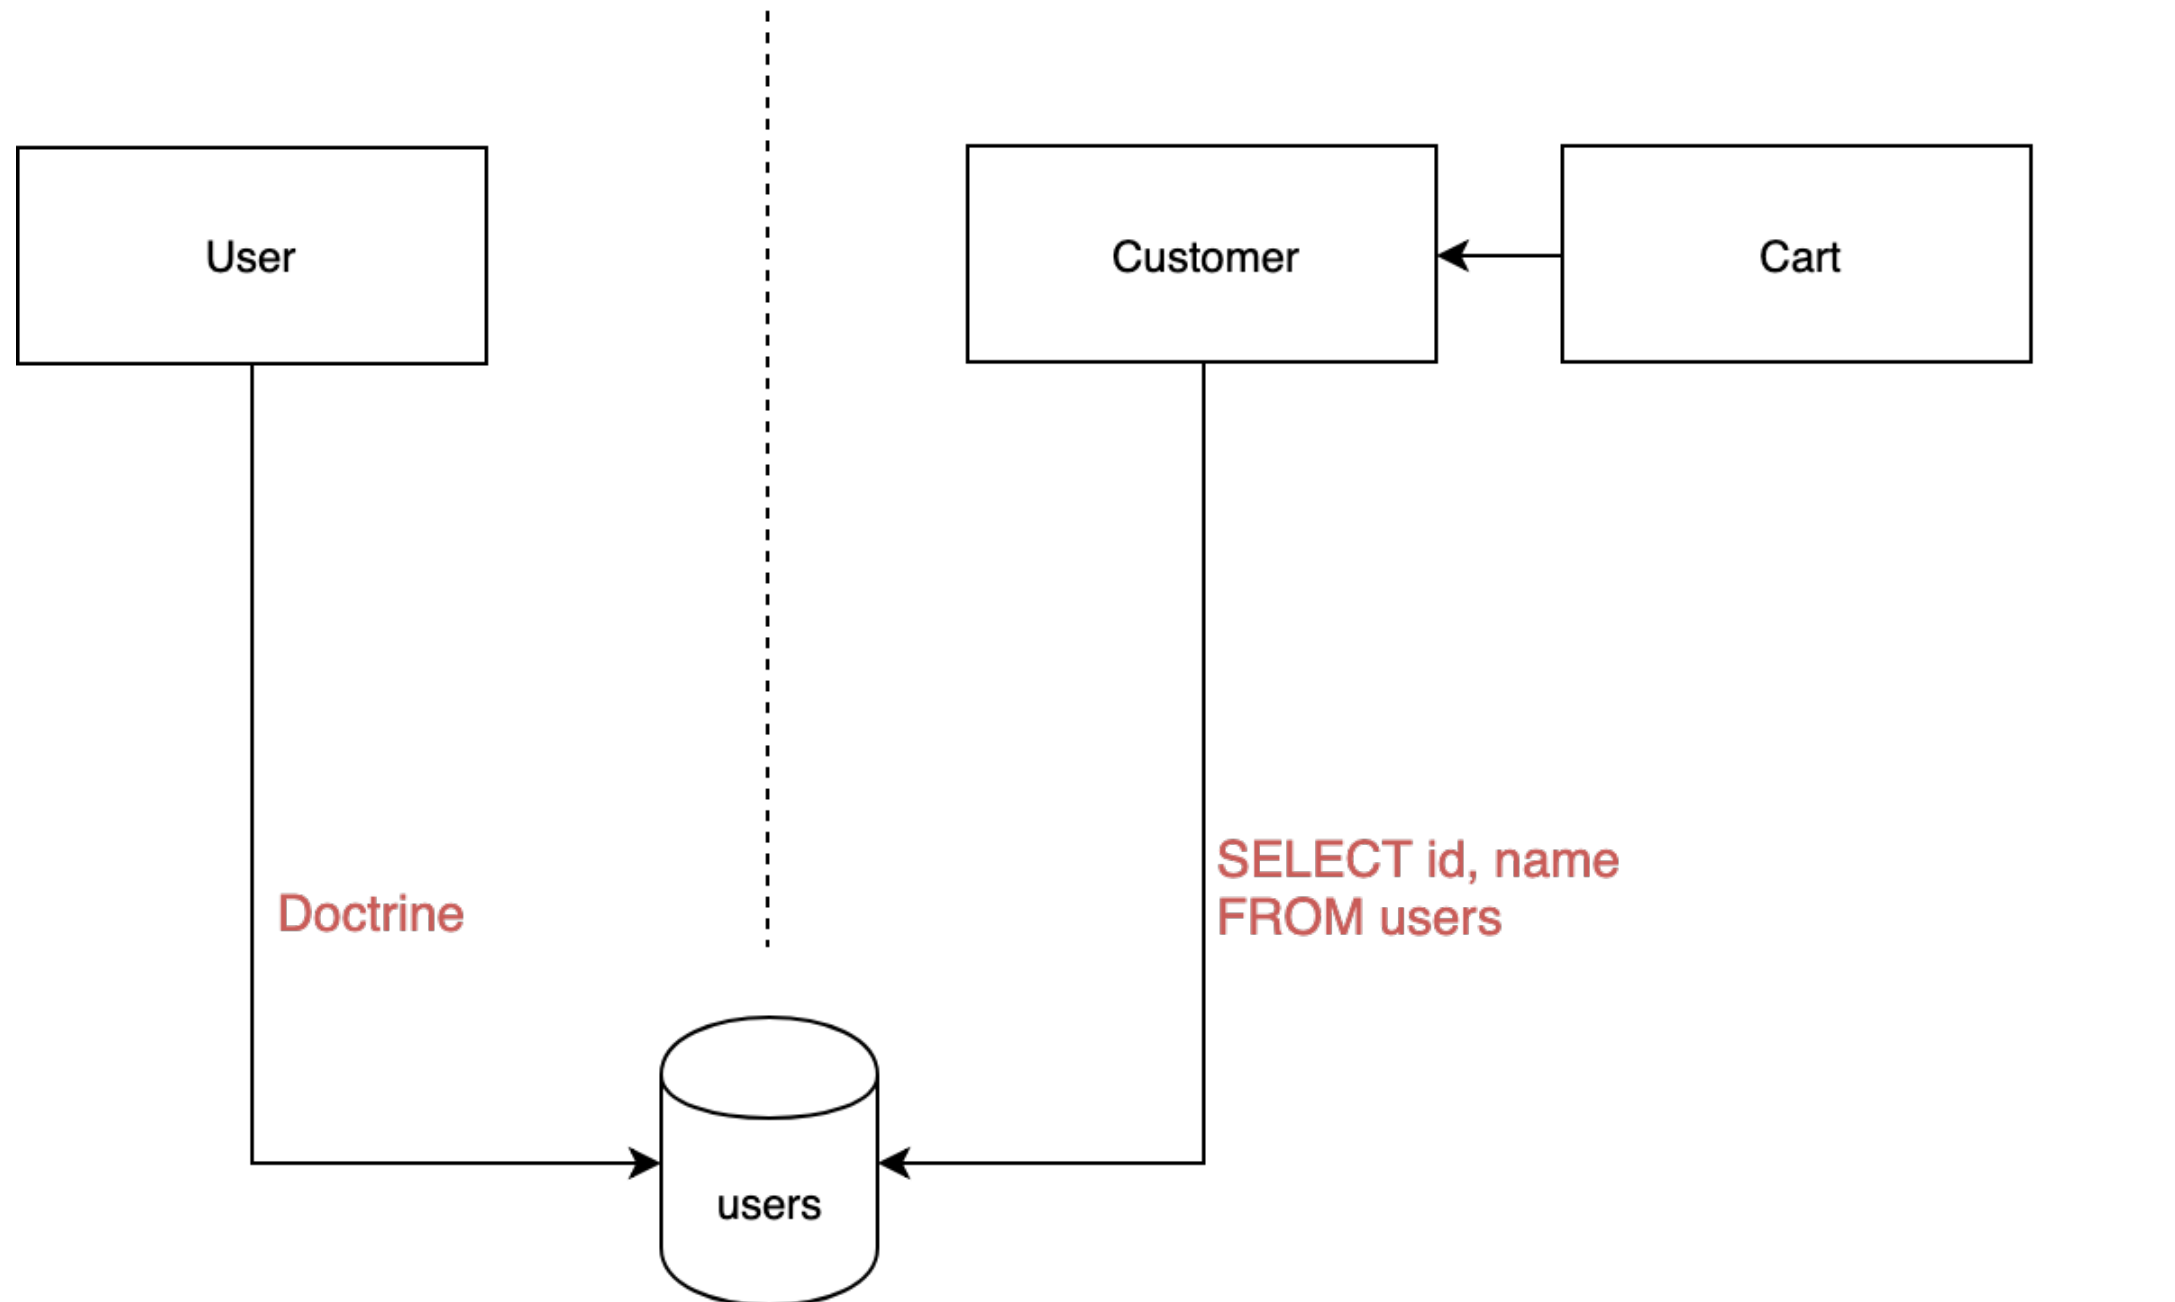 User
Customer
Cart
Doctrine
SELECT id, name
FROM users
users